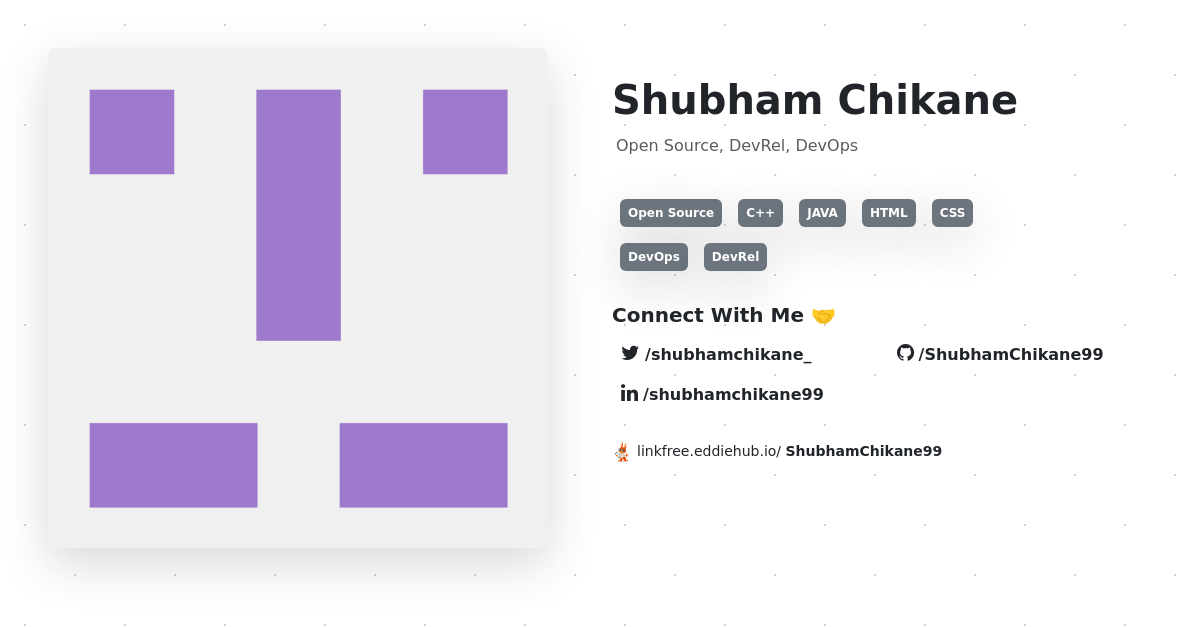 Shubham Chikane
Open Source, DevRel, DevOps
Open Source C++ JAVA HTML CSS
DevOps DevRel
Connect With Me 🤝
/shubhamchikane_ /ShubhamChikane99
/shubhamchikane99
linkfree.eddiehub.io/ ShubhamChikane99